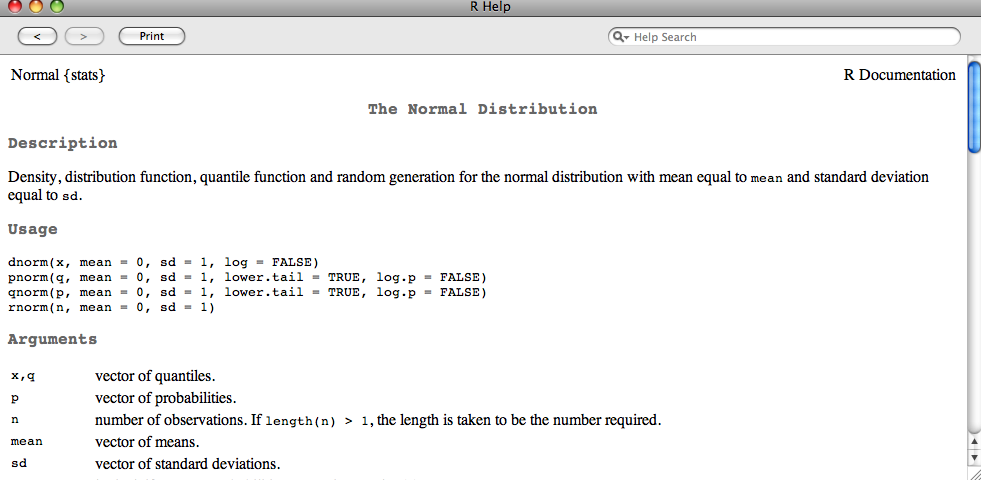 R Help
<
>
Print
Help Search
Normal {stats}
R Documentation
The Normal Distribution
Description
Density, distribution function, quantile function and random generation for the normal distribution with mean equal to mean and standard deviation
equal to sd.
Usage
dnorm(x, mean = 0, sd = 1, log = FALSE)
pnorm(q, mean = 0, sd = 1, lower.tail = TRUE, log.p = FALSE)
qnorm(p, mean = 0, sd = 1, lower.tail = TRUE, log.p = FALSE)
rnorm(n, mean = 0, sd = 1)
Arguments
x,q vector of quantiles.
p vector of probabilities.
n number of observations. If length(n) > 1, the length is taken to be the number required.
mean vector of means.
sd vector of standard deviations.